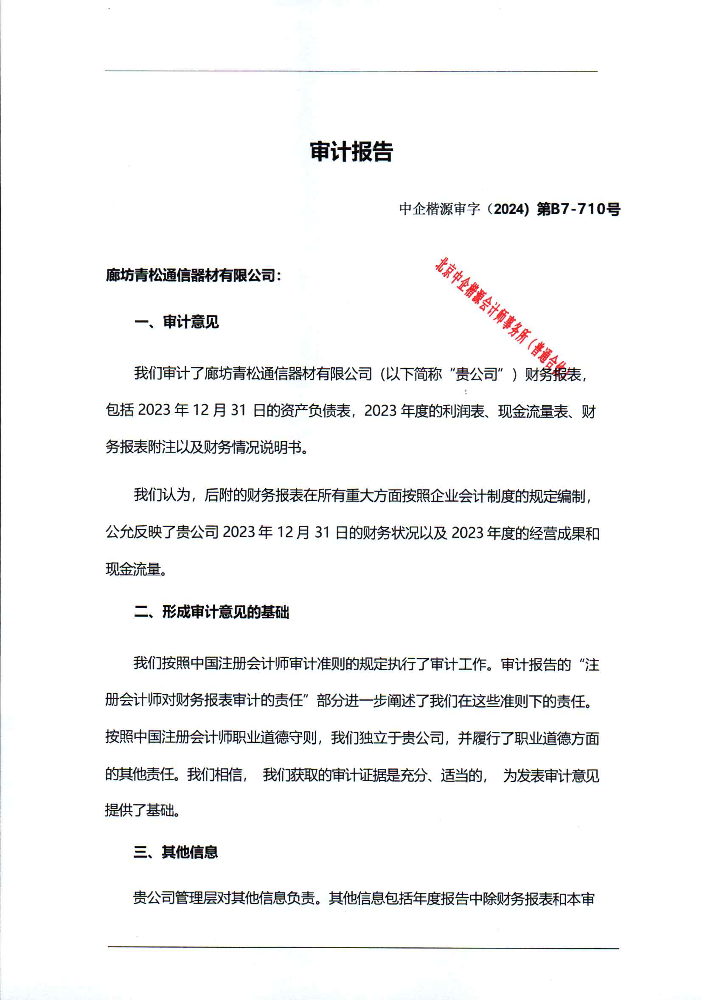 审计报告
中企楷源审字（2024）第B7-710号
廊坊青松通信器材有限公司：
北京中企楷源会计师事务所（普通合伙）
一、审计意见
我们审计了廊坊青松通信器材有限公司（以下简称“贵公司”）财务报表，
包括 2023 年 12 月 31 日的资产负债表，2023 年度的利润表、现金流量表、财
务报表附注以及财务情况说明书。
我们认为，后附的财务报表在所有重大方面按照企业会计制度的规定编制，
公允反映了贵公司 2023 年 12 月 31 日的财务状况以及 2023 年度的经营成果和
现金流量。
二、形成审计意见的基础
我们按照中国注册会计师审计准则的规定执行了审计工作。审计报告的“注
册会计师对财务报表审计的责任”部分进一步阐述了我们在这些准则下的责任。
按照中国注册会计师职业道德守则，我们独立于贵公司，并履行了职业道德方面
的其他责任。我们相信， 我们获取的审计证据是充分、适当的， 为发表审计意见
提供了基础。
三、其他信息
贵公司管理层对其他信息负责。其他信息包括年度报告中除财务报表和本审